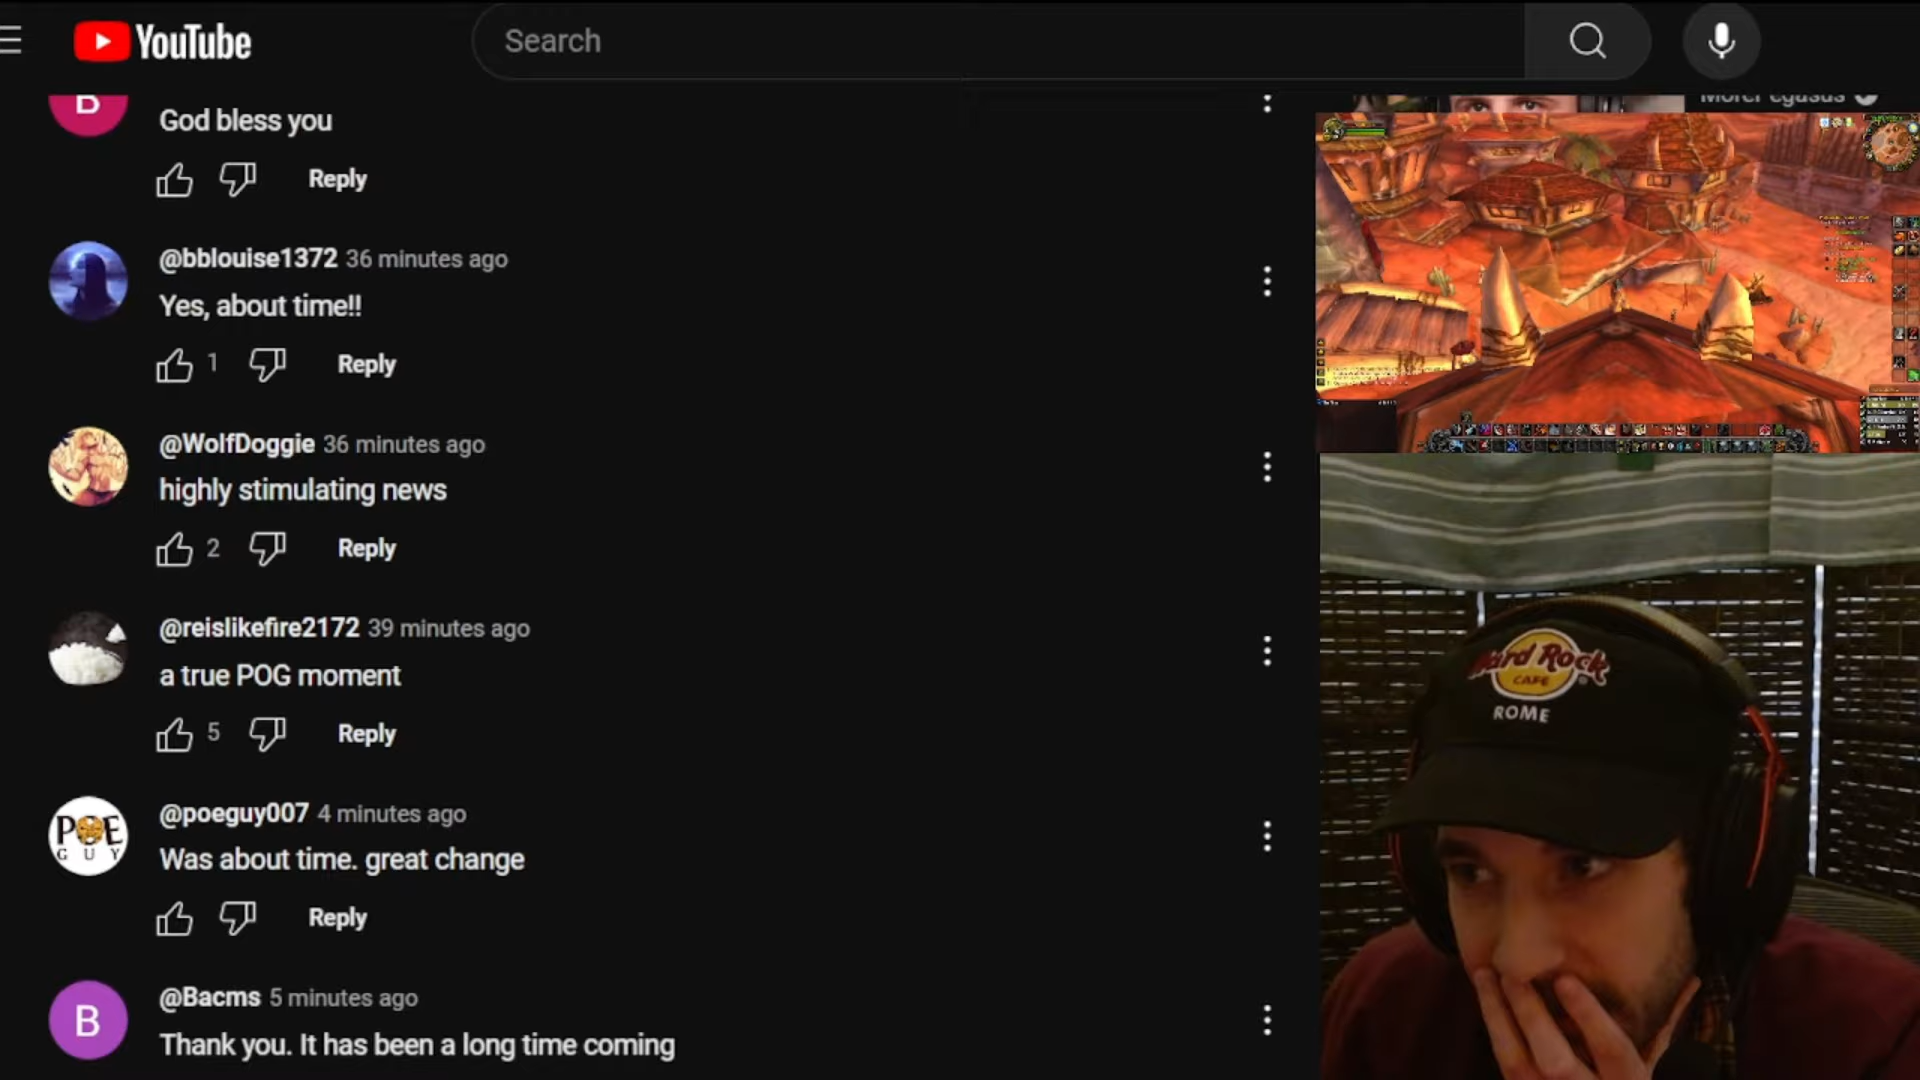 YouTube
Search
B
God bless you
Reply
@bblouise1372 36 minutes ago
Yes, about time!!
1 Reply
@WolfDoggie 36 minutes ago
highly stimulating news
2 Reply
@reislikefire2172 39 minutes ago
a true POG moment
5 Reply
POE
GUY
@poeguy007 4 minutes ago
Was about time. great change
Reply
B
@Bacms 5 minutes ago
Thank you. It has been a long time coming
Hard Rock
CAFE
ROME